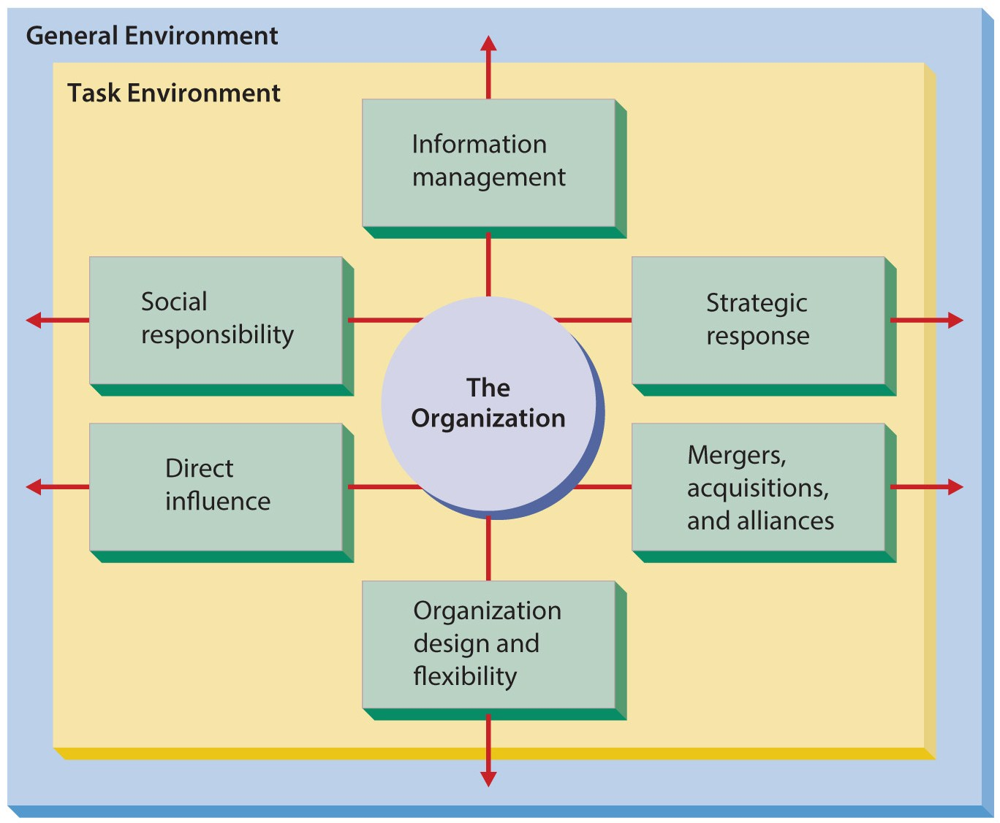 General Environment
Task Environment
Information
management
Social
responsibility
Strategic
response
The
Organization
Direct
influence
Mergers,
acquisitions,
and alliances
Organization
design and
flexibility